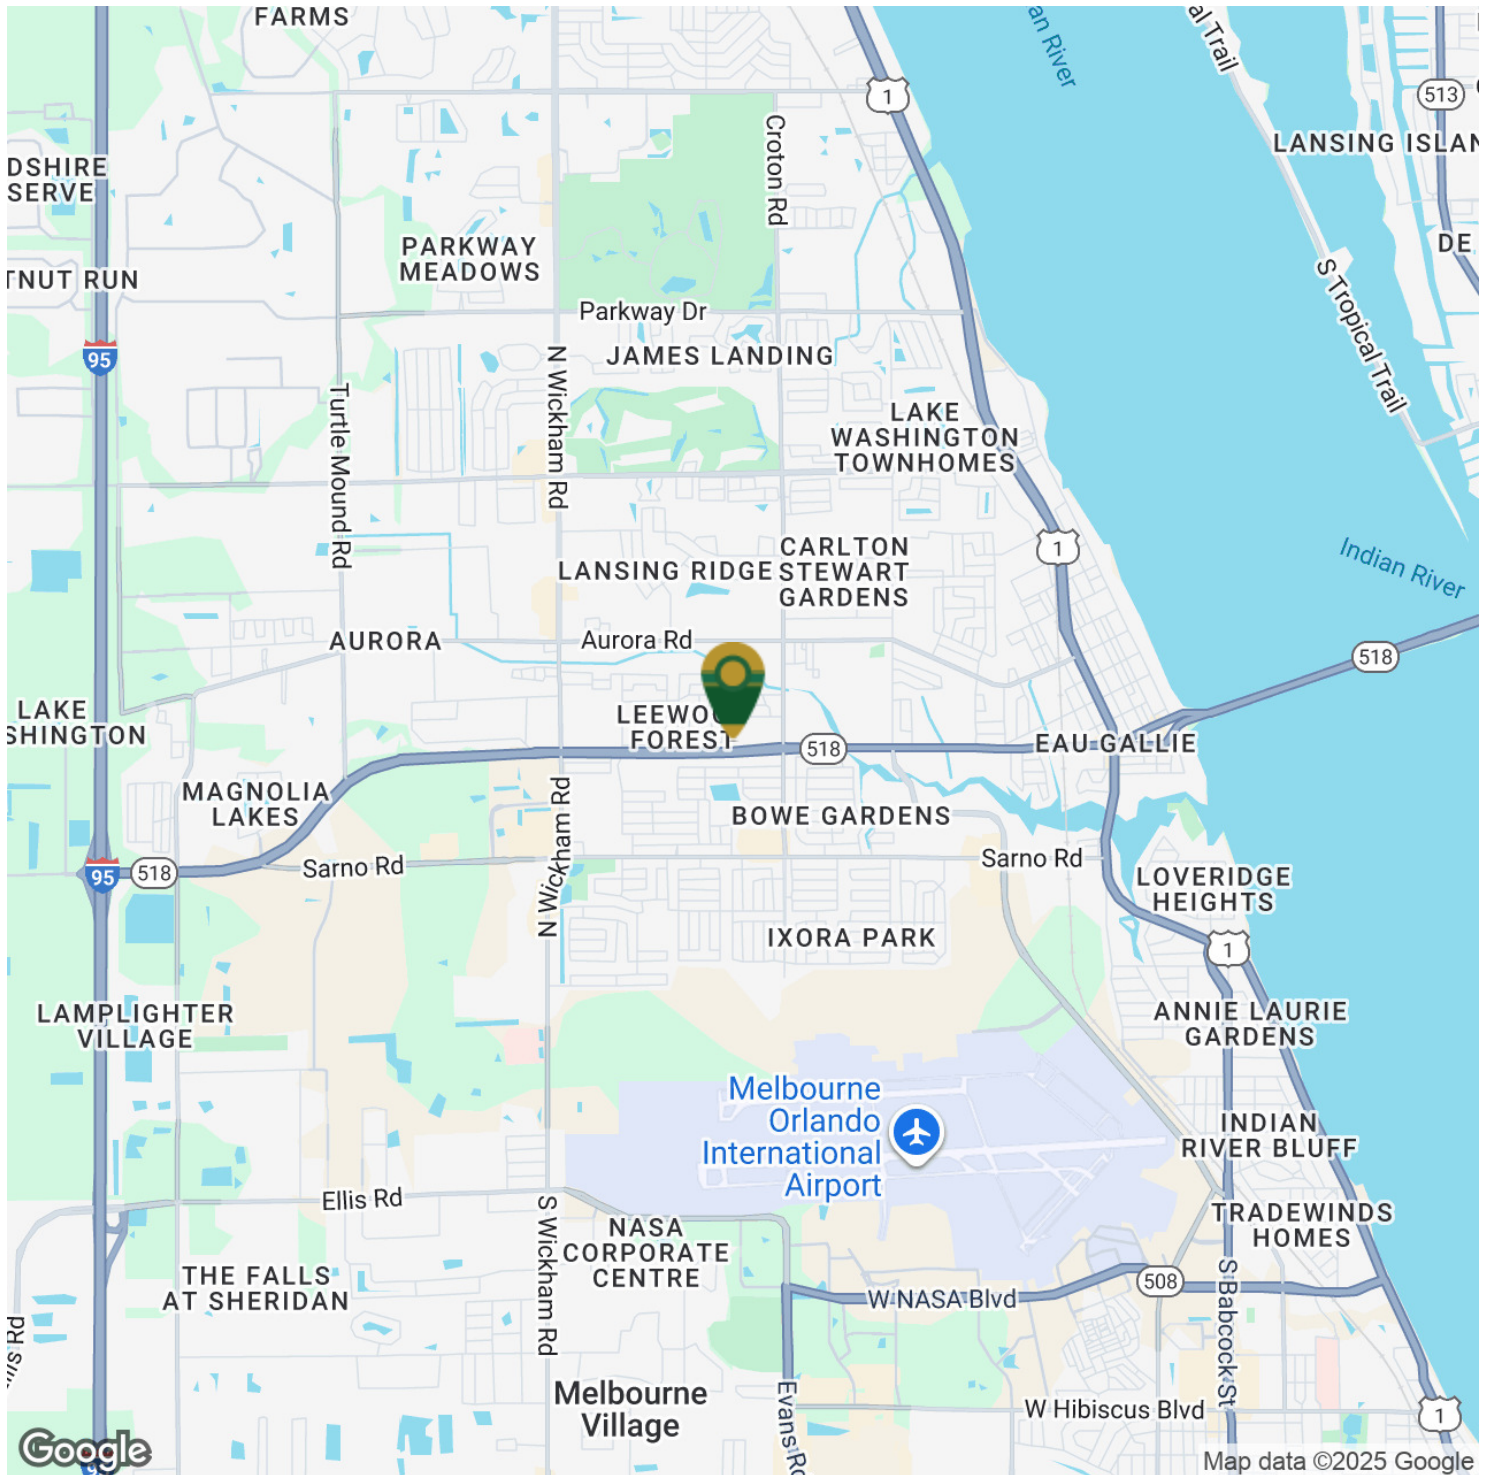 FARMS
an River
al Trail
1
513
Croton Rd
LANSING ISLAN
DSHIRE
SERVE
PARKWAY
MEADOWS
DE
TNUT RUN
S Tropical Trail
Parkway Dr
95
JAMES LANDING
N Wickham Rd
Turtle Mound Rd
LAKE
WASHINGTON
TOWNHOMES
1
CARLTON
STEWART
GARDENS
LANSING RIDGE
Indian River
AURORA
Aurora Rd
518
LAKE
SHINGTON
FOREST
518
EAU GALLIE
MAGNOLIA
LAKES
N Wickham Rd
BOWE GARDENS
95
518
Sarno Rd
Sarno Rd
LOVERIDGE
HEIGHTS
IXORA PARK
1
LAMPLIGHTER
VILLAGE
ANNIE LAURIE
GARDENS
Melbourne
Orlando
International
Airport
INDIAN
RIVER BLUFF
Ellis Rd
S Wickham Rd
NASA
CORPORATE
CENTRE
TRADEWINDS
HOMES
THE FALLS
AT SHERIDAN
W NASA Blvd
508
S Babcock St
Melbourne
Village
Evans Rd
W Hibiscus Blvd
1
Google
Map data ©2025 Google